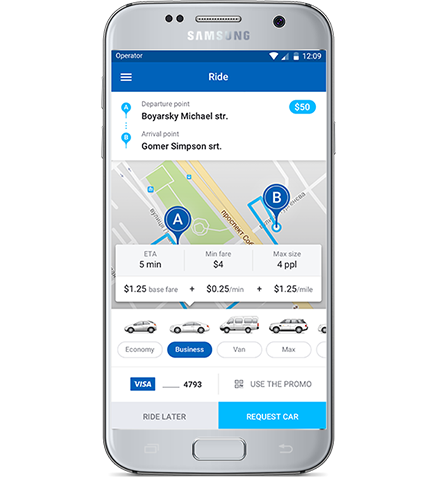 SAMSUNG
Operator 12:09
Ride
A Departure point
Boyarsky Michael str. $50
B Arrival point
Gomer Simpson srt.
A B
проспект Соб
ETA Min fare Max size
5 min $4 4 ppl
$1.25 base fare + $0.25/min + $1.25/mile
Economy Business Van Max
VISA ____ 4793 USE THE PROMO
RIDE LATER REQUEST CAR